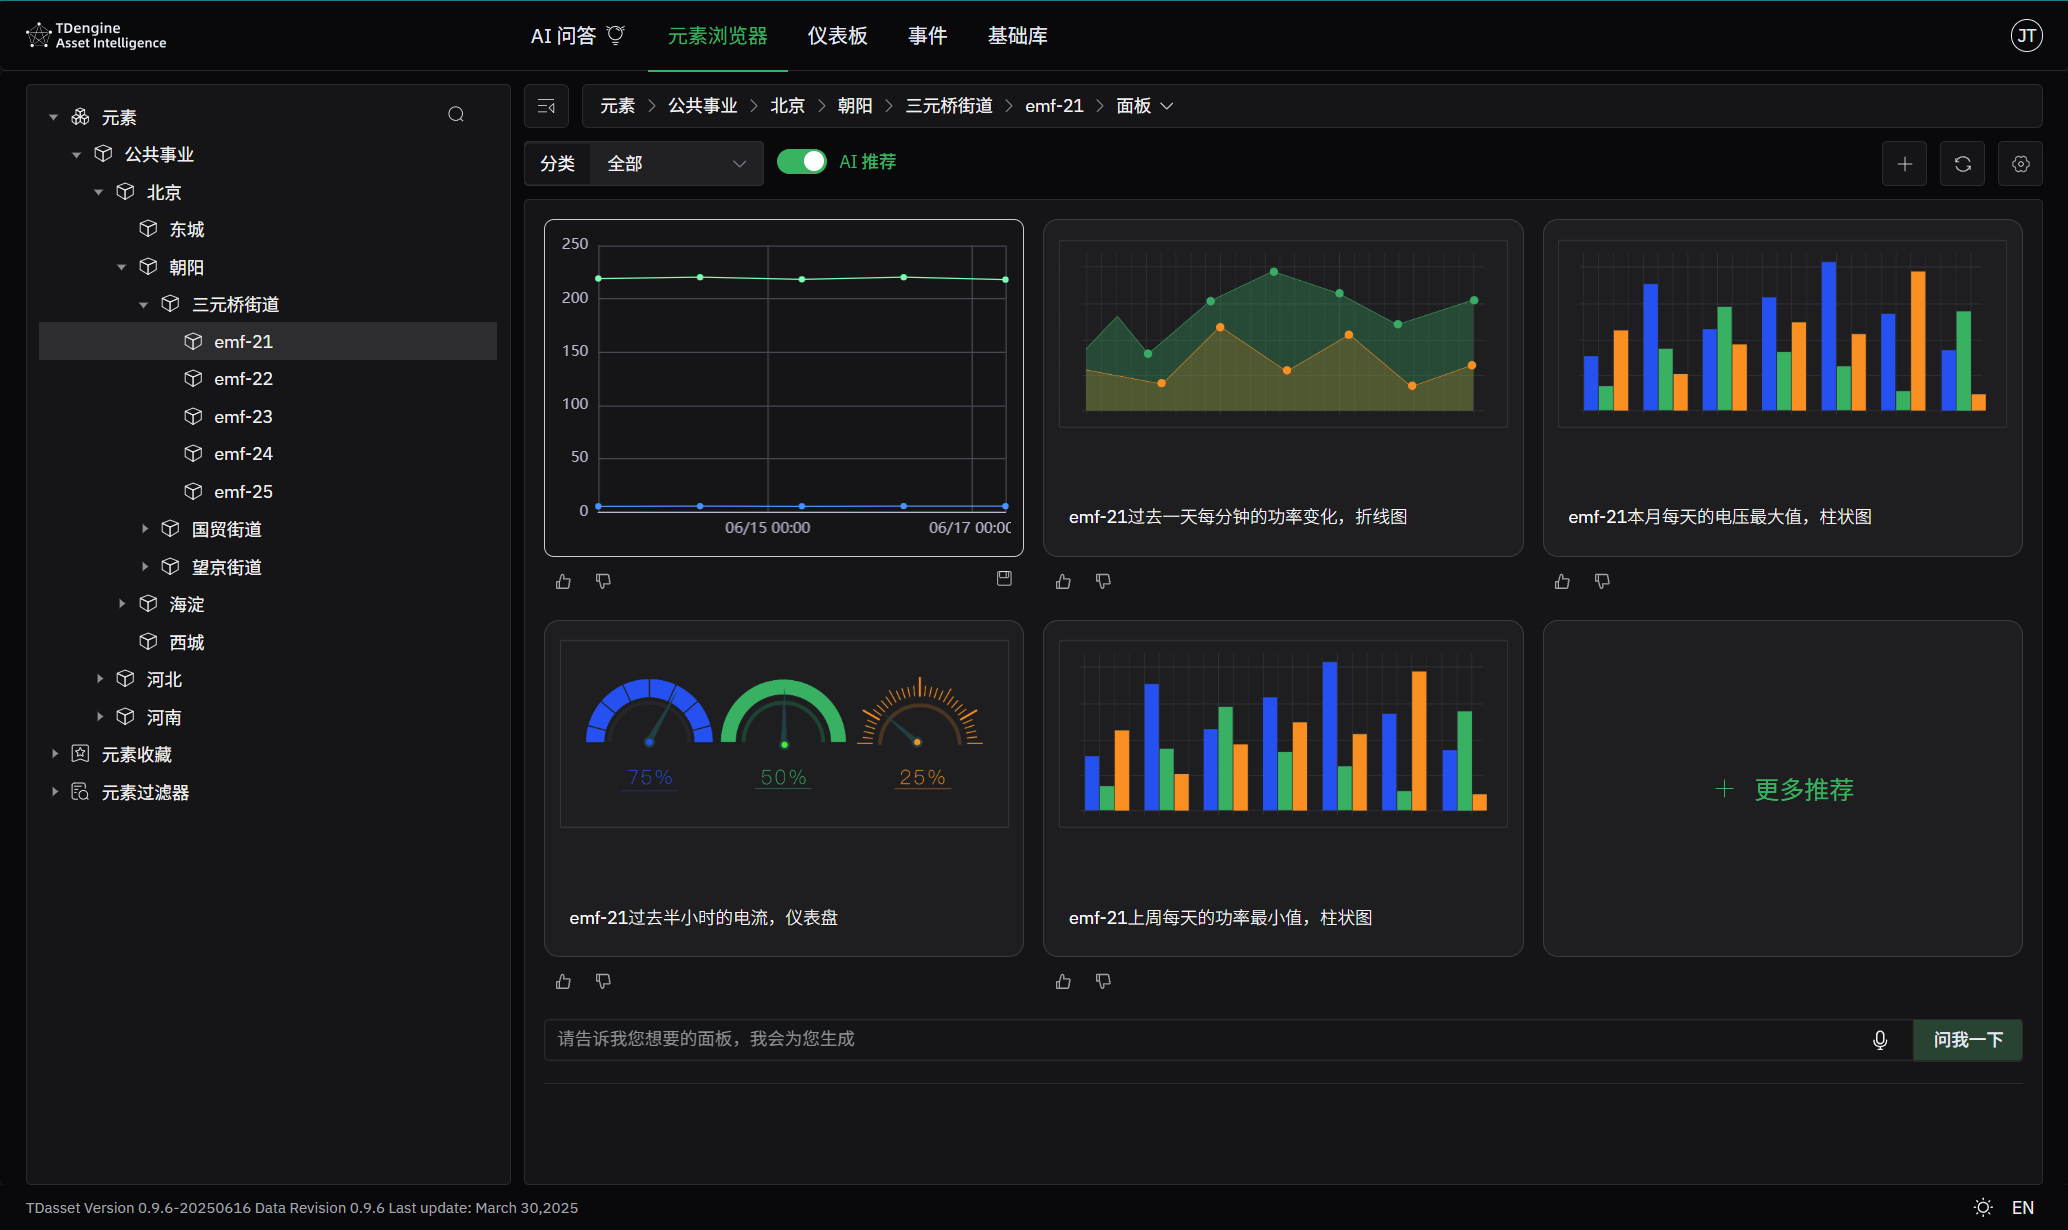 TDengine
Asset Intelligence
AI 问答
元素浏览器
仪表板
事件
基础库
JT
元素
公共事业
北京
东城
朝阳
三元桥街道
emf-21
emf-22
emf-23
emf-24
emf-25
国贸街道
望京街道
海淀
西城
河北
河南
元素收藏
元素过滤器
元素 公共事业 北京 朝阳 三元桥街道 emf-21 面板
分类 全部 AI 推荐
250
200
150
100
50
0
06/15 00:00 06/17 00:00
emf-21过去一天每分钟的功率变化，折线图
emf-21本月每天的电压最大值，柱状图
75% 50% 25%
emf-21过去半小时的电流，仪表盘
emf-21上周每天的功率最小值，柱状图
更多推荐
请告诉我您想要的面板，我会为您生成
问我一下
TDasset Version 0.9.6-20250616 Data Revision 0.9.6 Last update: March 30,2025
EN